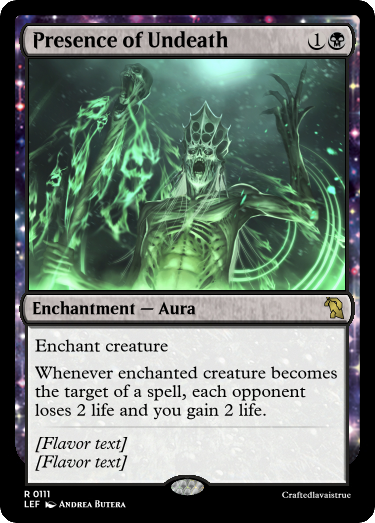 Presence of Undeath 1
Enchantment — Aura
Enchant creature
Whenever enchanted creature becomes
the target of a spell, each opponent
loses 2 life and you gain 2 life.
[Flavor text]
[Flavor text]
R 0111
LEF Andrea Butera
Craftedlavaistrue